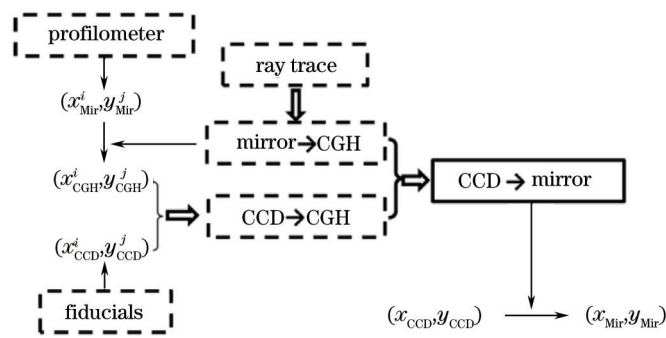 profilometer
ray trace
(x^i_Mir,y^j_Mir)
mirror→CGH
(x^i_CGH,y^j_CGH)
CCD→mirror
CCD→CGH
(x^i_CCD,y^j_CCD)
fiducials
(x_CCD,y_CCD) → (x_Mir,y_Mir)